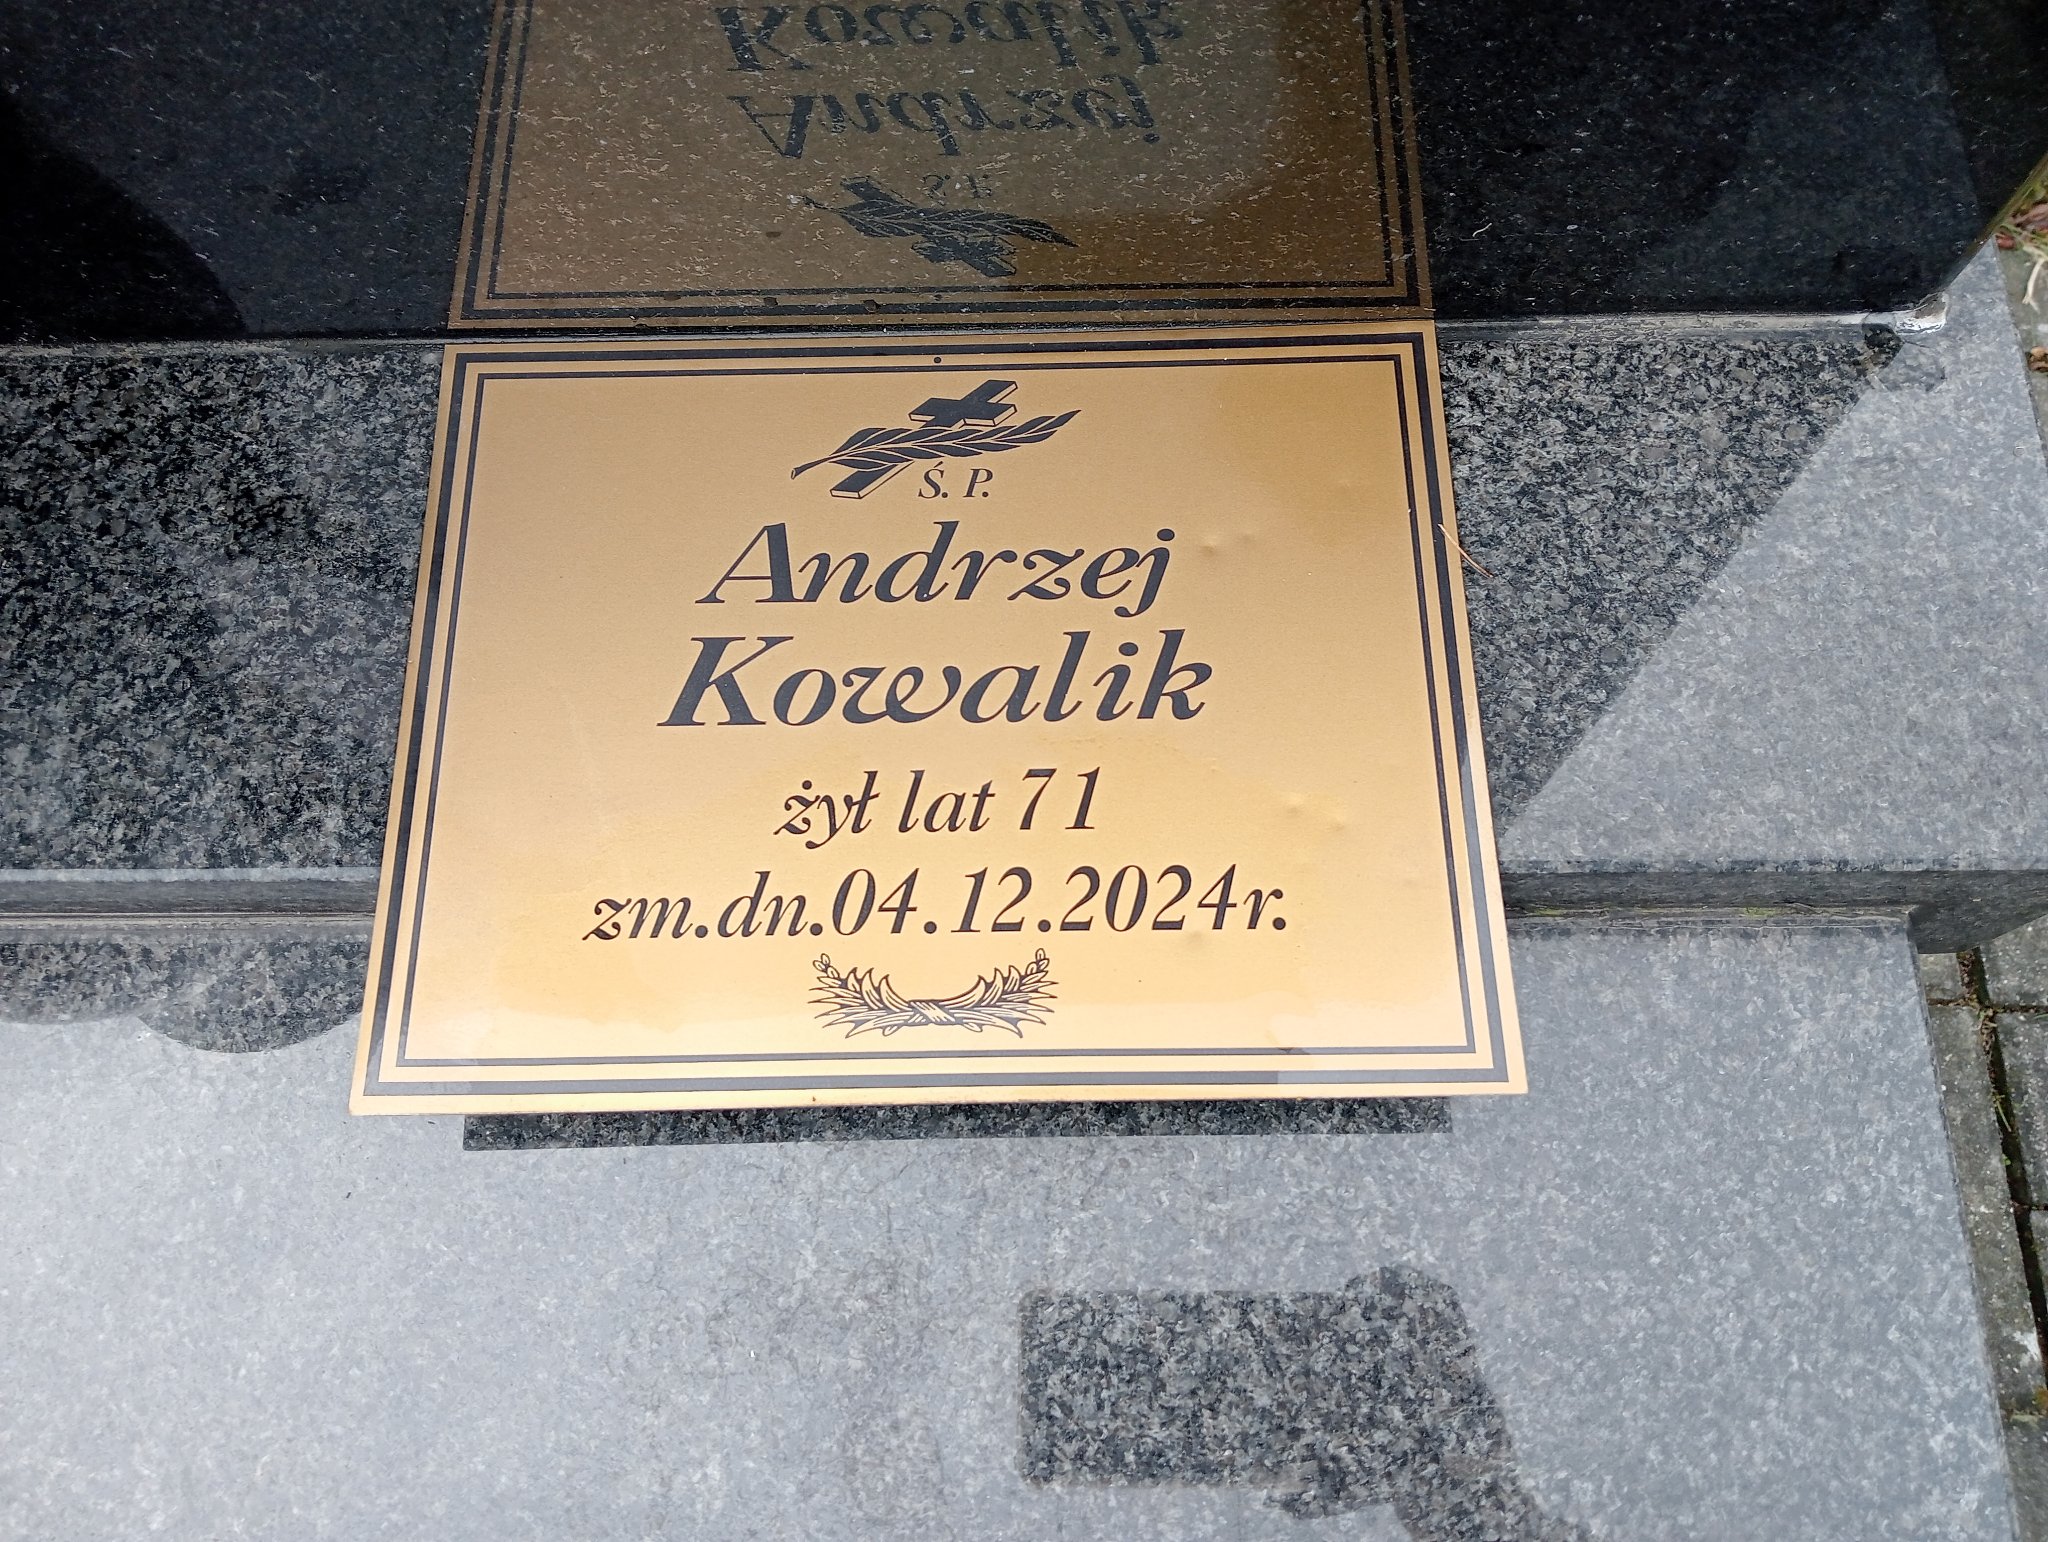 Ś. P.
Andrzej
Kowalik
żył lat 71
zm.dn.04.12.2024r.